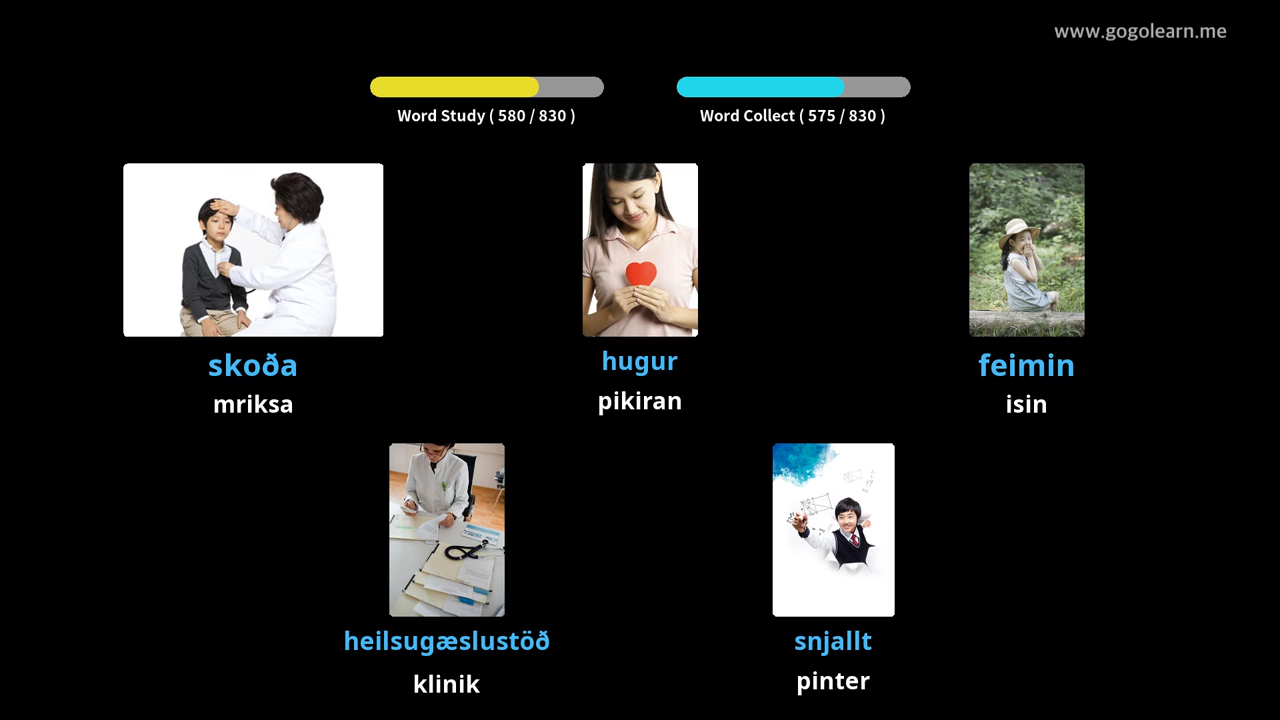 www.gogolearn.me
Word Study ( 580 / 830 )
Word Collect ( 575 / 830 )
skoða
mriksa
hugur
pikiran
feimin
isin
heilsugæslustöð
klinik
snjallt
pinter